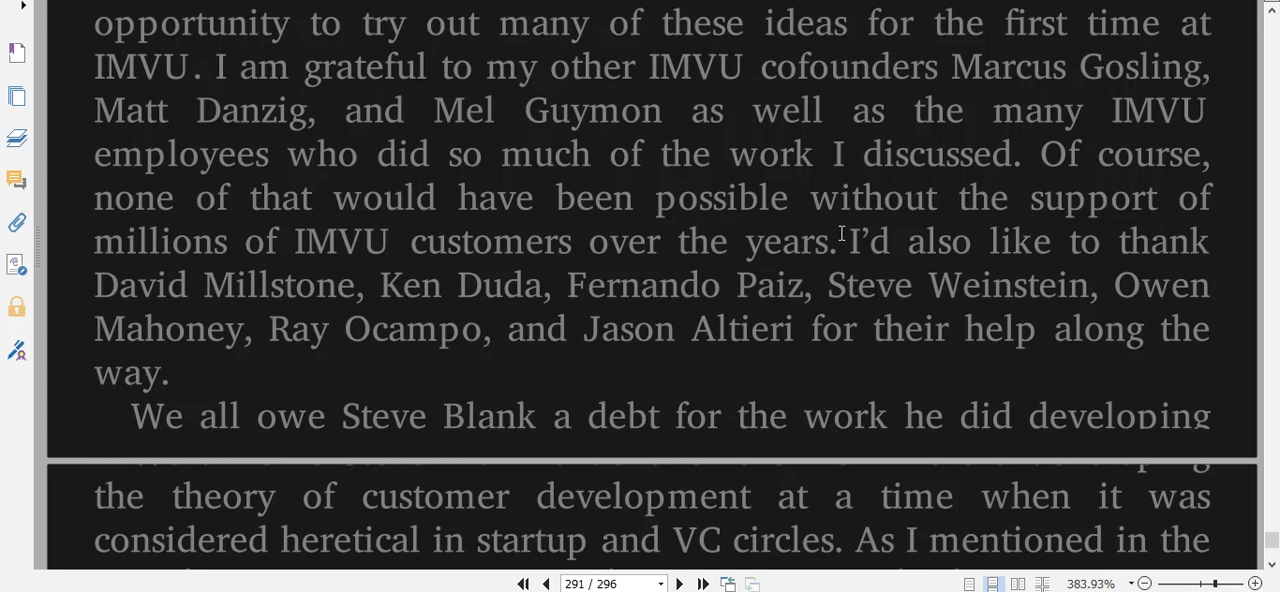 opportunity to try out many of these ideas for the first time at
IMVU. I am grateful to my other IMVU cofounders Marcus Gosling,
Matt Danzig, and Mel Guymon as well as the many IMVU
employees who did so much of the work I discussed. Of course,
none of that would have been possible without the support of
millions of IMVU customers over the years. I’d also like to thank
David Millstone, Ken Duda, Fernando Paiz, Steve Weinstein, Owen
Mahoney, Ray Ocampo, and Jason Altieri for their help along the
way.
We all owe Steve Blank a debt for the work he did developing
the theory of customer development at a time when it was
considered heretical in startup and VC circles. As I mentioned in the
291 / 296
383.93%